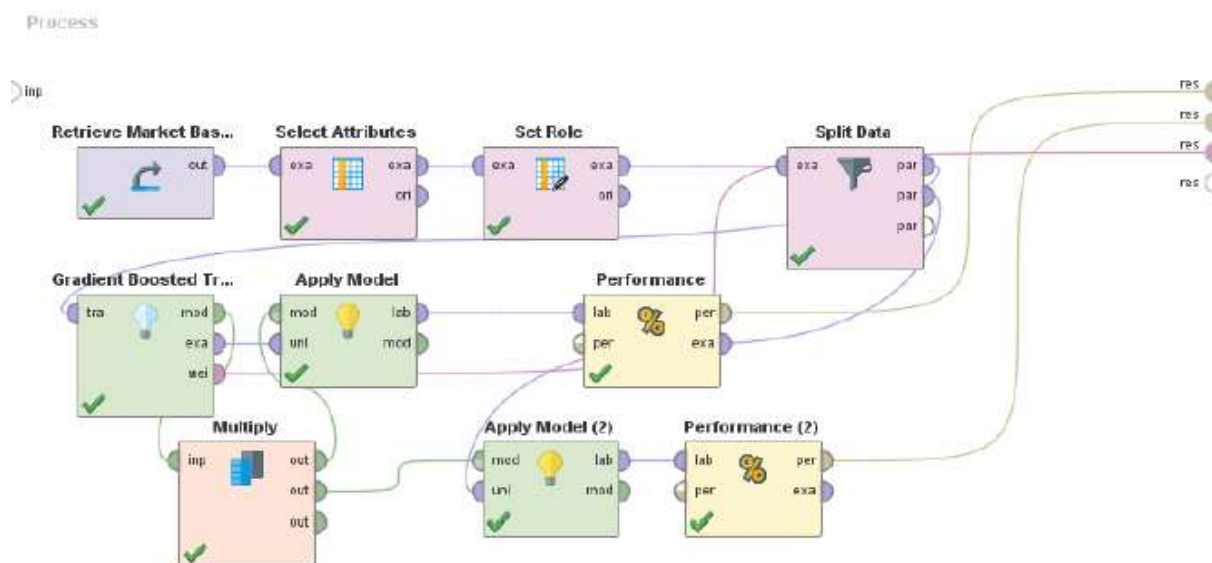 Process
inp
res
res
res
res
Retrieve Market Bas...
out
Select Attributes
exa exa
ori
Set Role
exa exa
ori
Split Data
exa par
par
par
Gradient Boosted Tr...
tra mod
exa
wei
Apply Model
mod lab
unl mod
Performance
lab per
per exa
Multiply
inp out
out
out
Apply Model (2)
mod lab
unl mod
Performance (2)
lab per
per exa